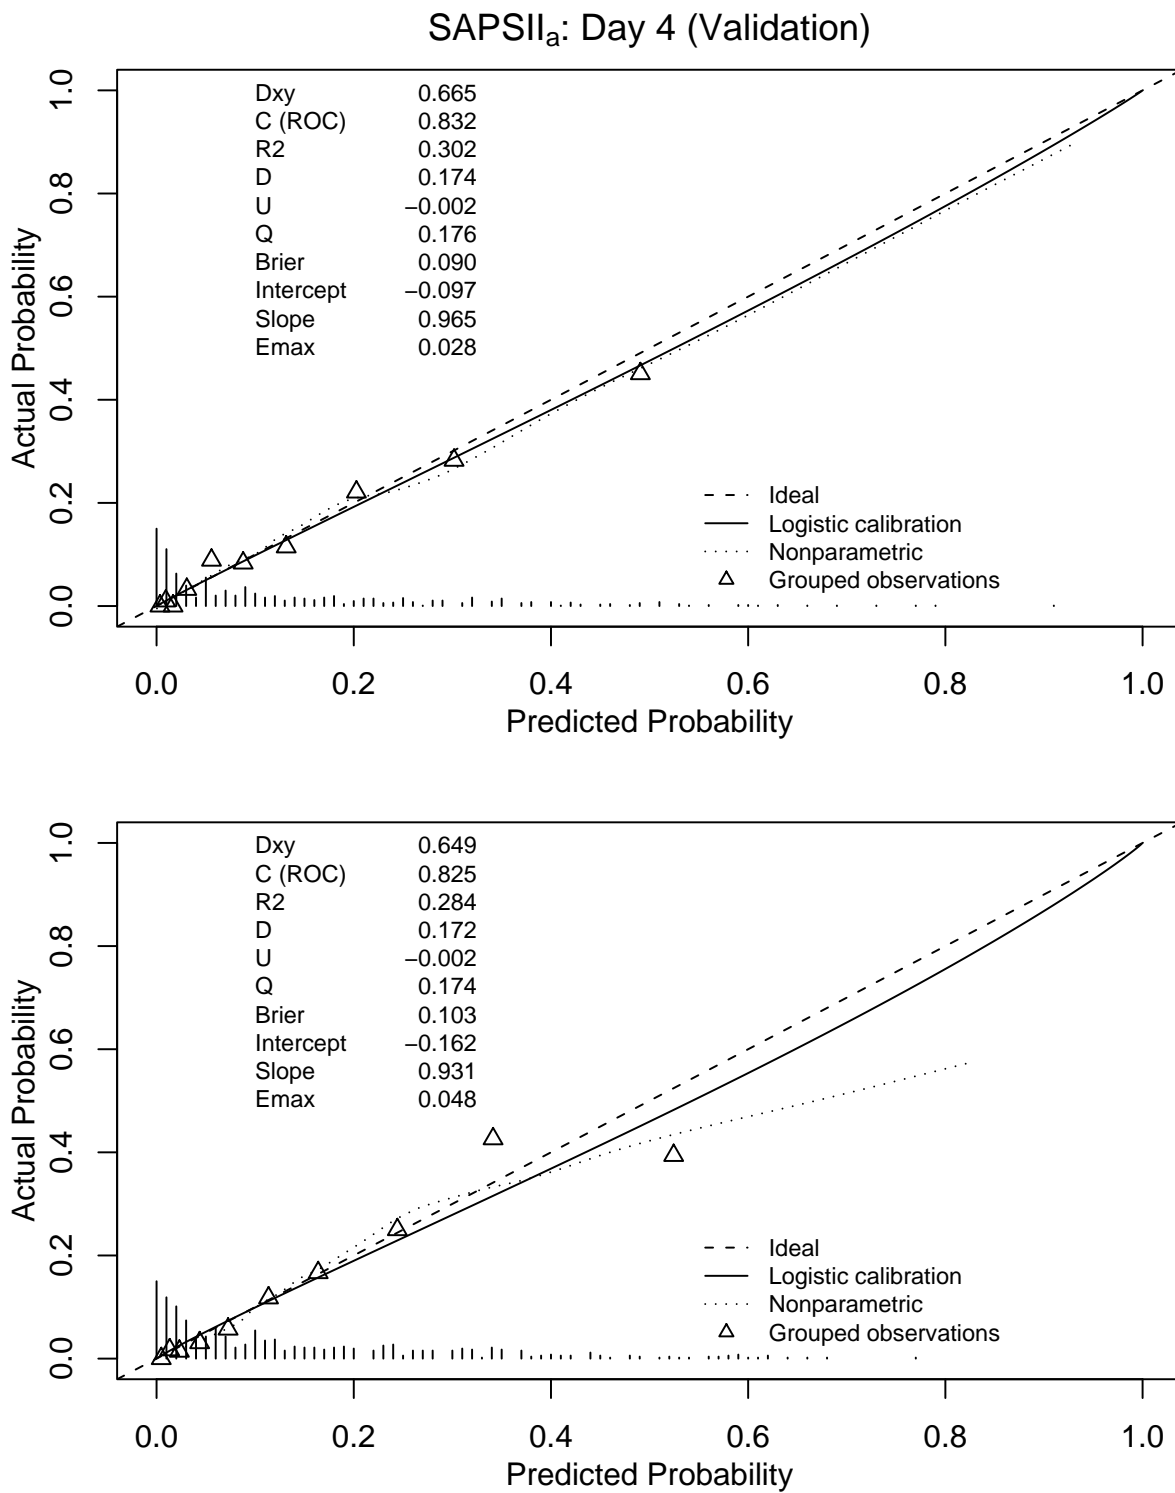 SAPSIIa: Day 4 (Validation)
Dxy 0.665
C (ROC) 0.832
R2 0.302
D 0.174
U −0.002
Q 0.176
Brier 0.090
Intercept −0.097
Slope 0.965
Emax 0.028
Actual Probability
0.0 0.2 0.4 0.6 0.8 1.0
Ideal
Logistic calibration
Nonparametric
Grouped observations
0.0 0.2 0.4 0.6 0.8 1.0
Predicted Probability
Dxy 0.649
C (ROC) 0.825
R2 0.284
D 0.172
U −0.002
Q 0.174
Brier 0.103
Intercept −0.162
Slope 0.931
Emax 0.048
Actual Probability
0.0 0.2 0.4 0.6 0.8 1.0
Ideal
Logistic calibration
Nonparametric
Grouped observations
0.0 0.2 0.4 0.6 0.8 1.0
Predicted Probability